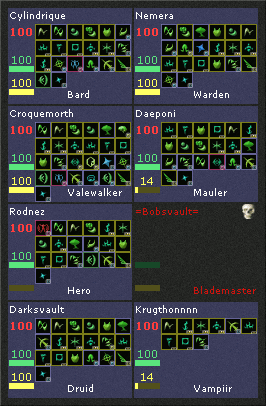 Cylindrique
100
100
100
Bard
Nemera
100
100
100
Warden
Croquemorth
100
100
100
Valewalker
Daeponi
100
100
14
Mauler
Rodnez
100
100
Hero
=Bobsvault=
Blademaster
Darksvault
100
100
100
Druid
Krugthonnnn
100
100
14
Vampiir